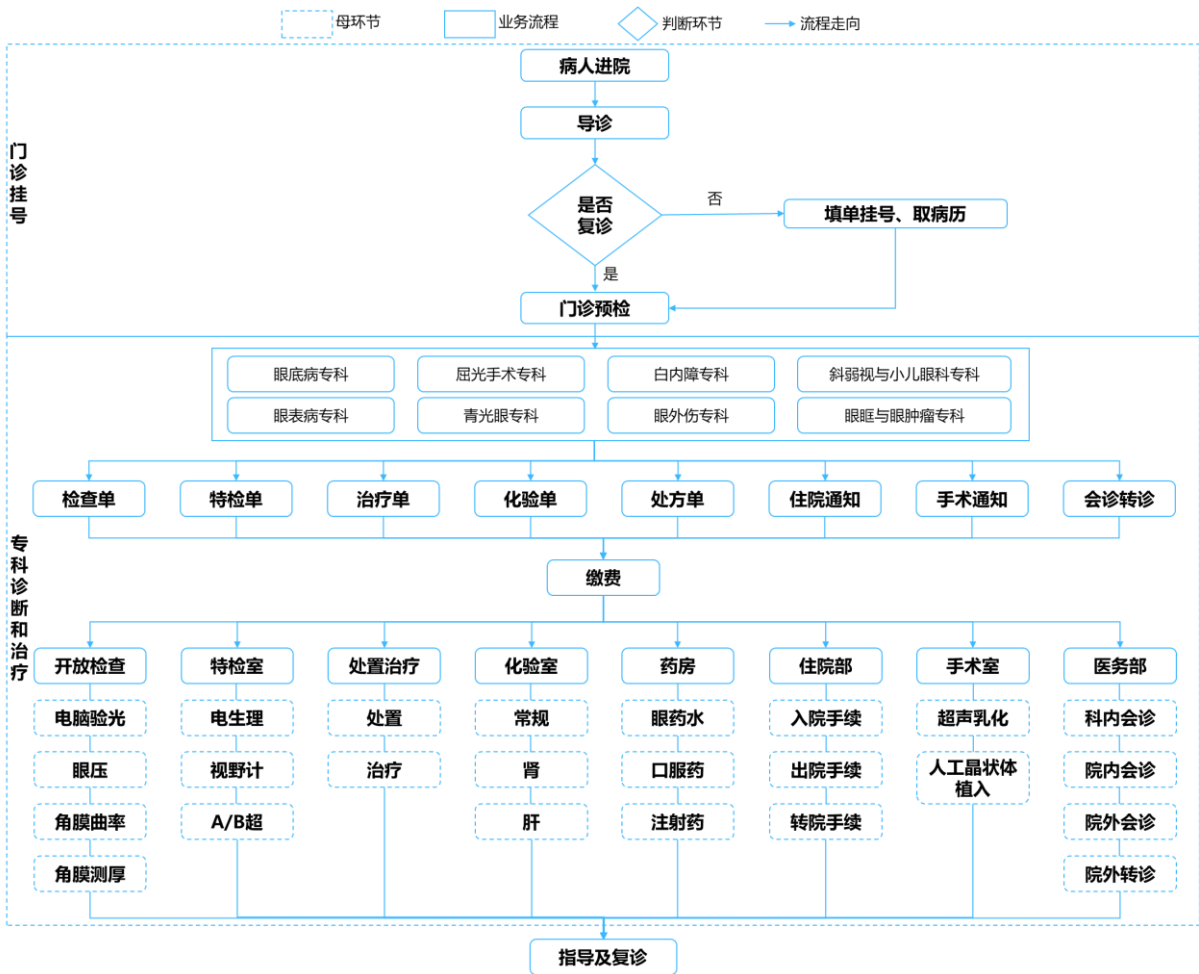 母环节
业务流程
判断环节
流程走向
门诊挂号
病人进院
导诊
是否
复诊
否
填单挂号、取病历
是
门诊预检
专科诊断和治疗
眼底病专科
屈光手术专科
白内障专科
斜弱视与小儿眼科专科
眼表病专科
青光眼专科
眼外伤专科
眼眶与眼肿瘤专科
检查单
特检单
治疗单
化验单
处方单
住院通知
手术通知
会诊转诊
缴费
开放检查
特检室
处置治疗
化验室
药房
住院部
手术室
医务部
电脑验光
电生理
处置
常规
眼药水
入院手续
超声乳化
科内会诊
眼压
视野计
治疗
肾
口服药
出院手续
人工晶状体
植入
院内会诊
角膜曲率
A/B超
肝
注射药
转院手续
院外会诊
角膜测厚
院外转诊
指导及复诊